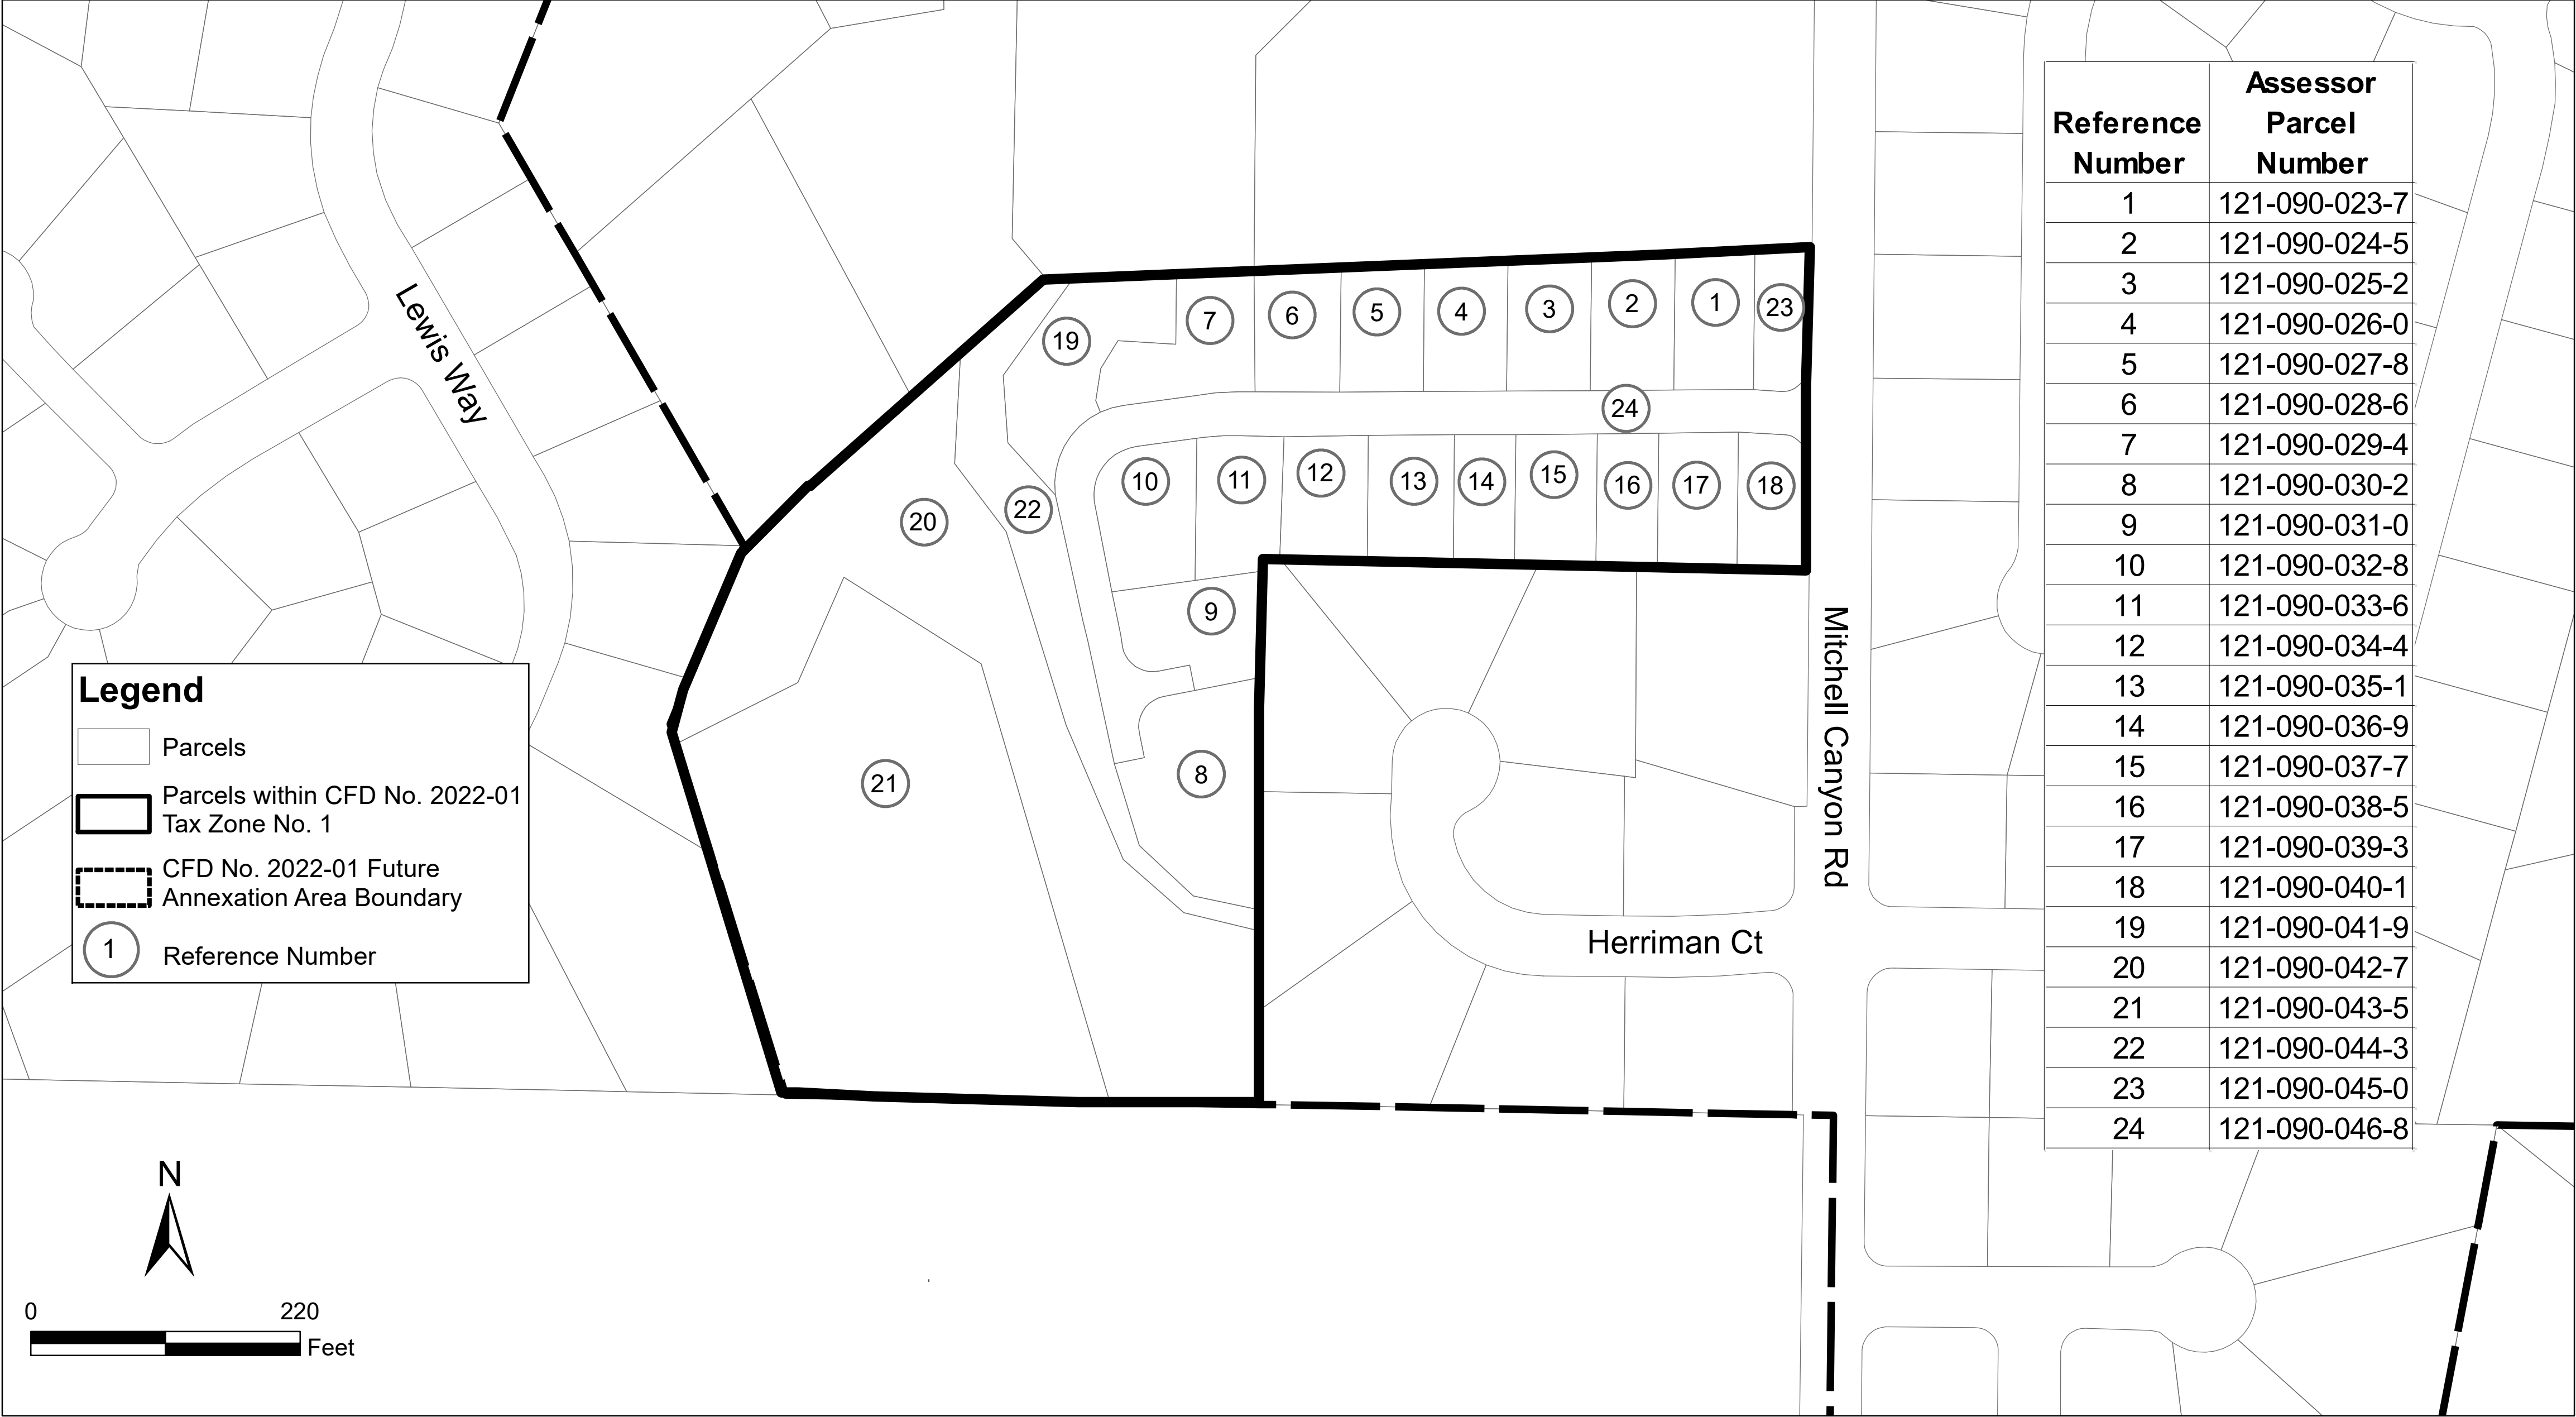 Reference
Number
Assessor
Parcel
Number
1 121-090-023-7
2 121-090-024-5
3 121-090-025-2
4 121-090-026-0
5 121-090-027-8
6 121-090-028-6
7 121-090-029-4
8 121-090-030-2
9 121-090-031-0
10 121-090-032-8
11 121-090-033-6
12 121-090-034-4
13 121-090-035-1
14 121-090-036-9
15 121-090-037-7
16 121-090-038-5
17 121-090-039-3
18 121-090-040-1
19 121-090-041-9
20 121-090-042-7
21 121-090-043-5
22 121-090-044-3
23 121-090-045-0
24 121-090-046-8
Lewis Way
19
7
6
5
4
3
2
1
23
24
10
11
12
13
14
15
16
17
18
20
22
9
8
21
Mitchell Canyon Rd
Herriman Ct
Legend
Parcels
Parcels within CFD No. 2022-01
Tax Zone No. 1
CFD No. 2022-01 Future
Annexation Area Boundary
1 Reference Number
N
0 220
Feet